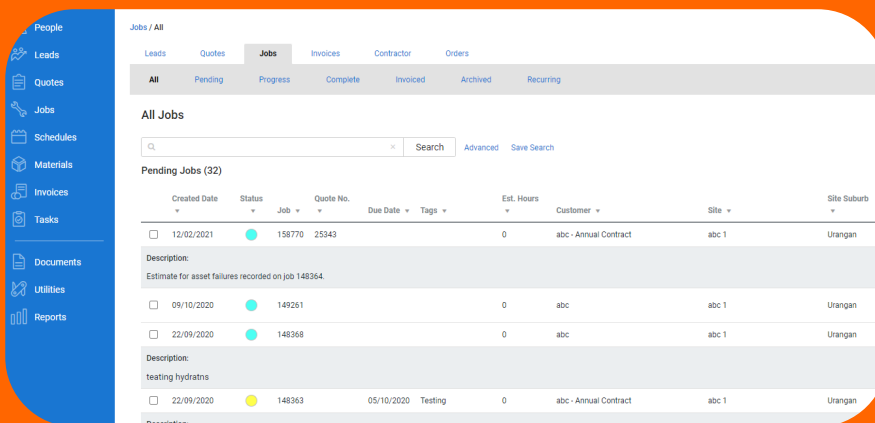 People
Leads
Quotes
Jobs
Schedules
Materials
Invoices
Tasks
Documents
Utilities
Reports
Jobs / All
Leads Quotes Jobs Invoices Contractor Orders
All Pending Progress Complete Invoiced Archived Recurring
All Jobs
Search Advanced Save Search
Pending Jobs (32)
Created Date Status Job Quote No. Due Date Tags Est. Hours Customer Site Site Suburb
12/02/2021 158770 25343 0 abc - Annual Contract abc 1 Urangan
Description:
Estimate for asset failures recorded on job 148364.
09/10/2020 149261 0 abc abc 1 Urangan
22/09/2020 148368 0 abc abc 1 Urangan
Description:
teating hydratns
22/09/2020 148363 05/10/2020 Testing 0 abc - Annual Contract abc 1 Urangan
Description: